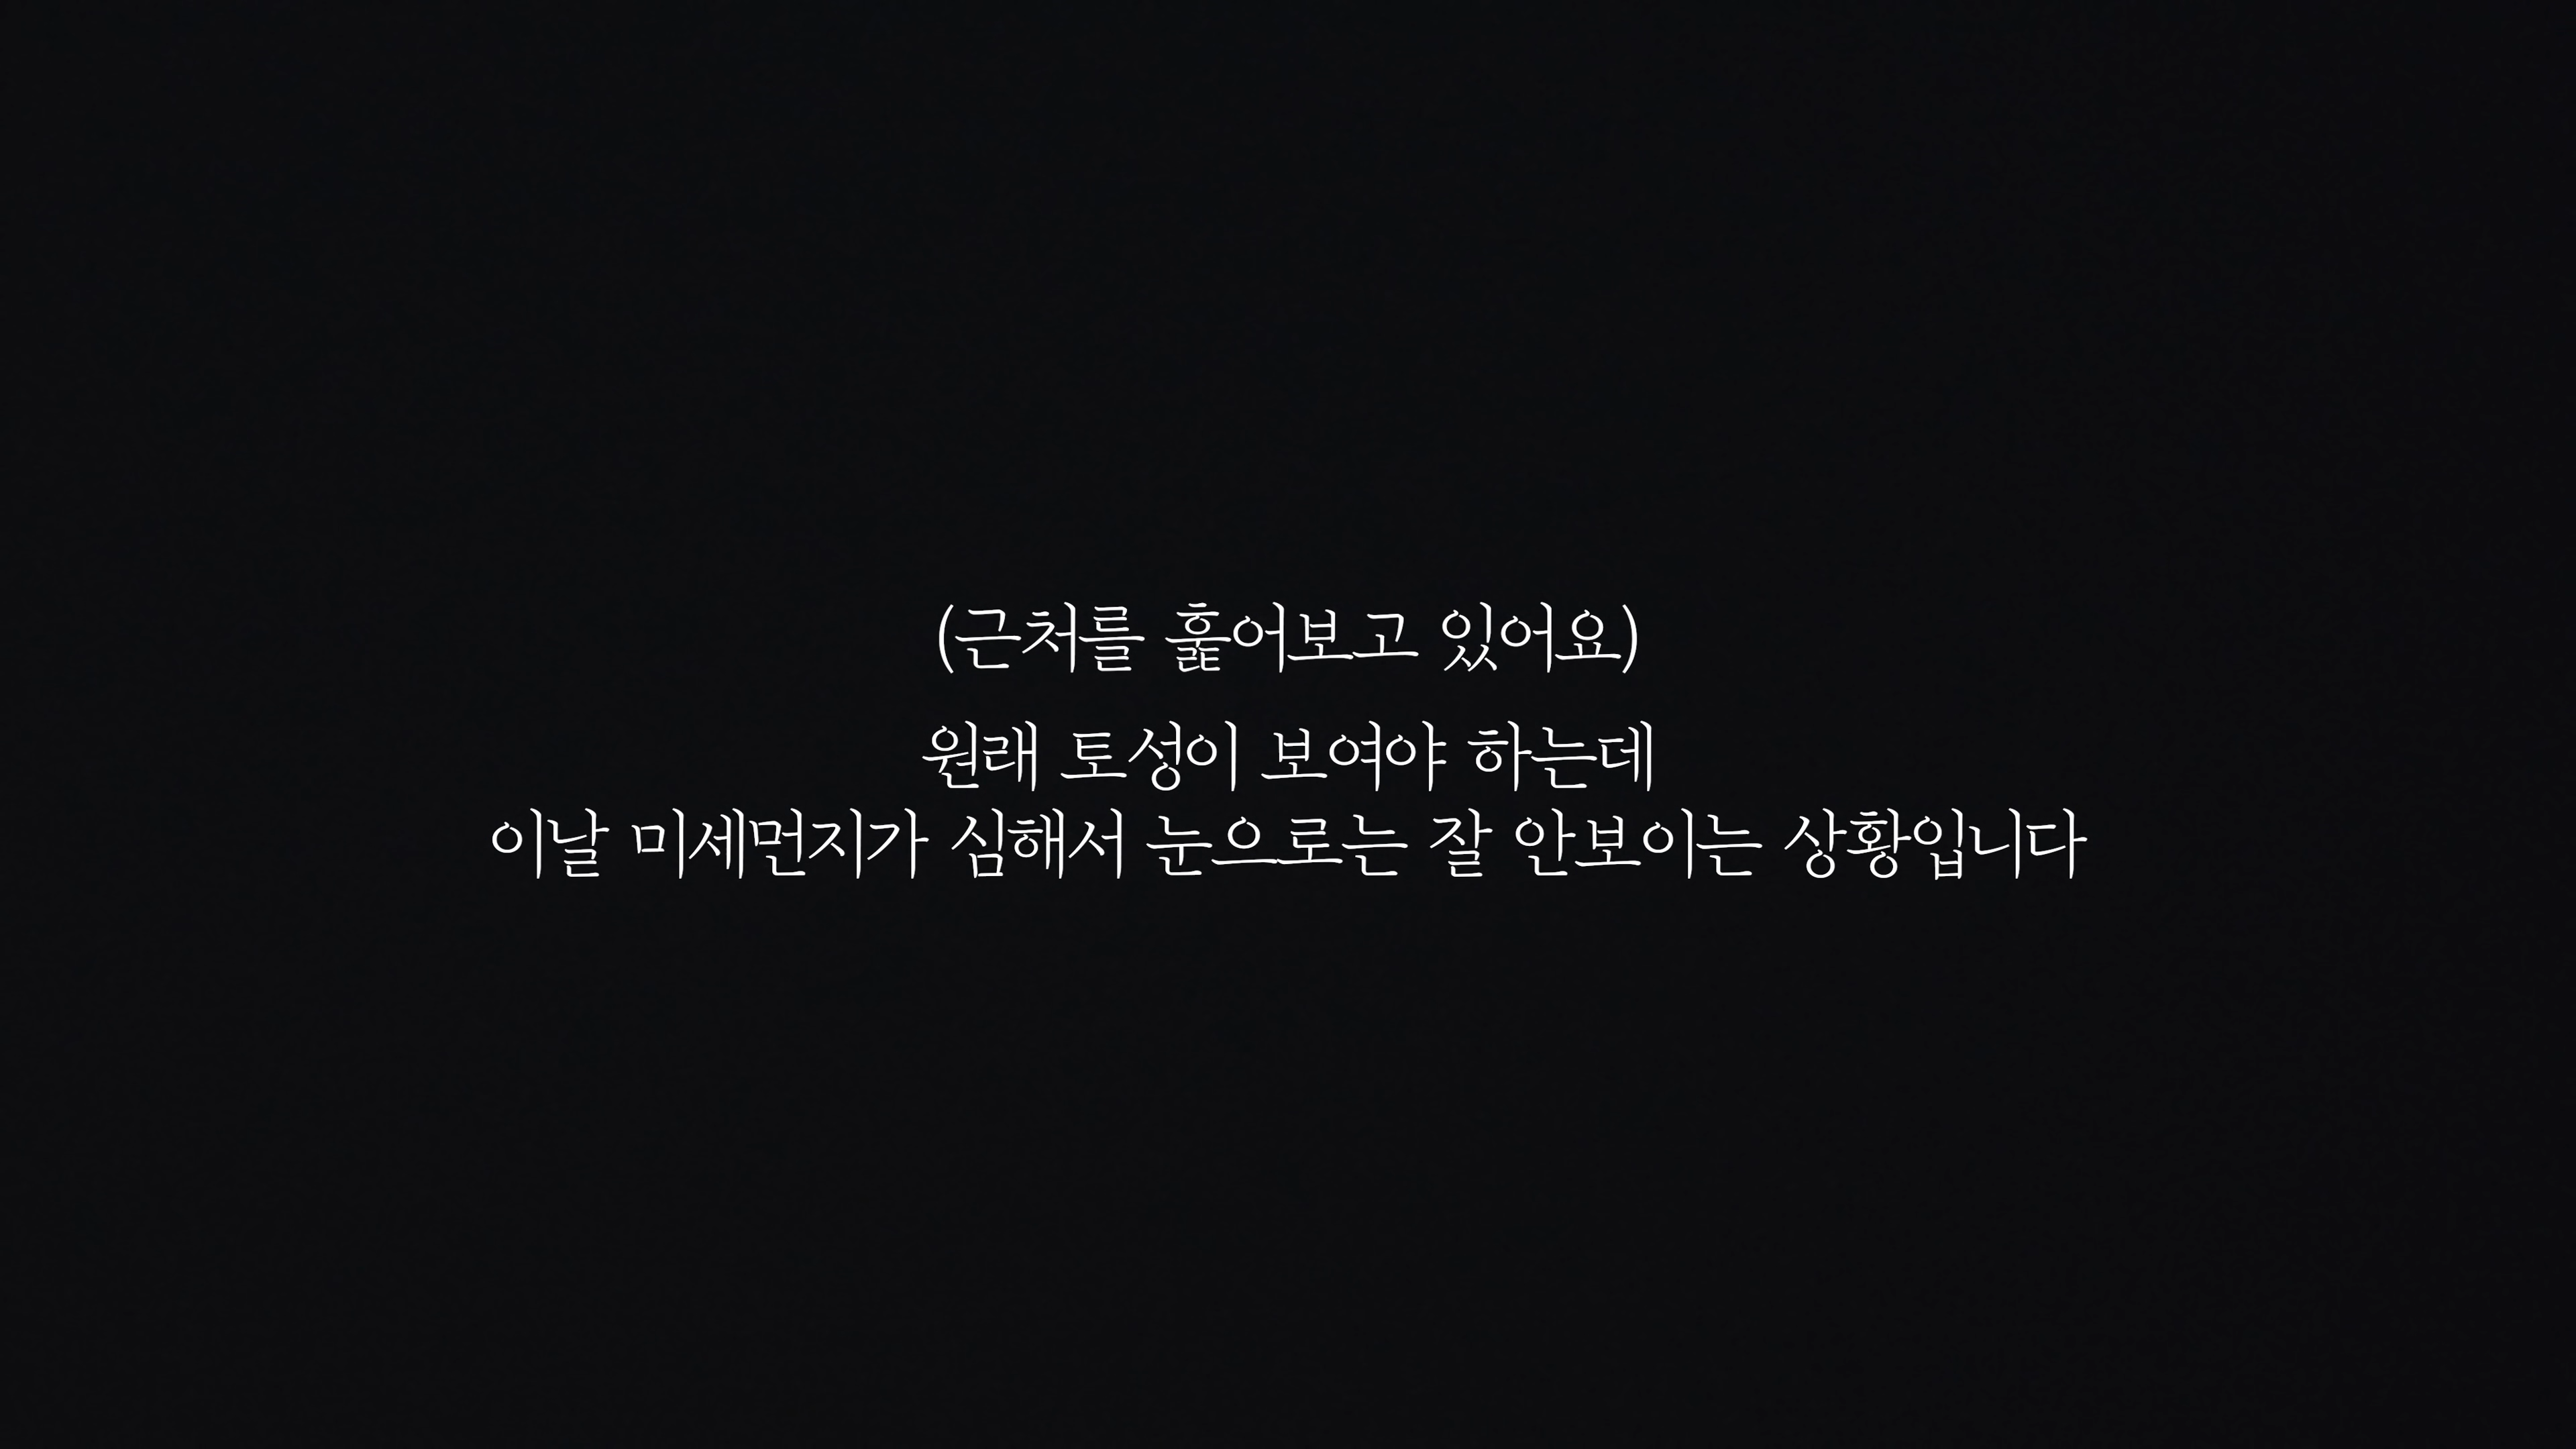 (근처를 훑어보고 있어요)
원래 토성이 보여야 하는데
이날 미세먼지가 심해서 눈으로는 잘 안보이는 상황입니다